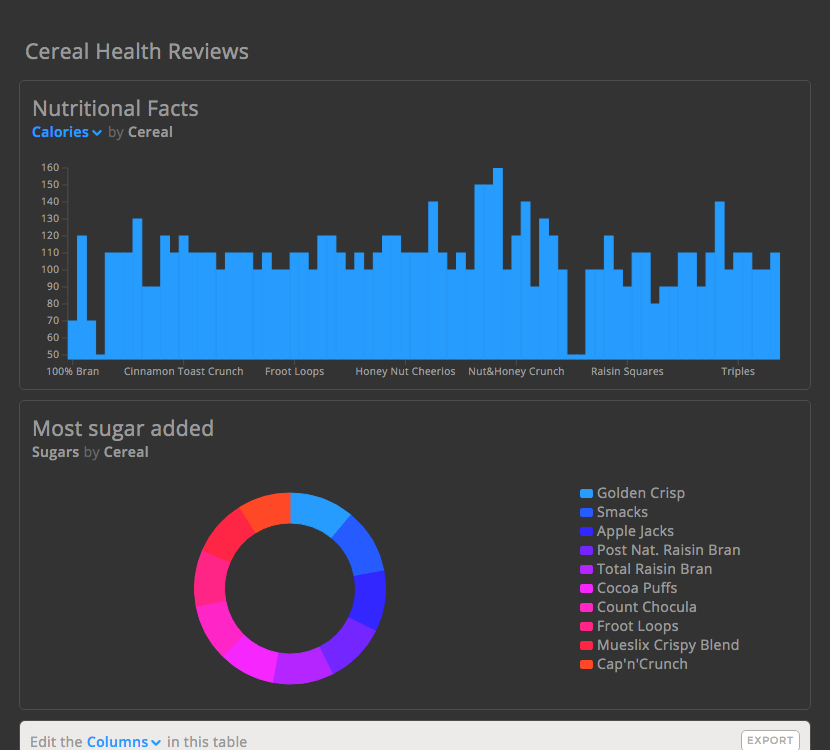 Cereal Health Reviews
Nutritional Facts
Calories by Cereal
160
150
140
130
120
110
100
90
80
70
60
50
100% Bran Cinnamon Toast Crunch Froot Loops Honey Nut Cheerios Nut&Honey Crunch Raisin Squares Triples
Most sugar added
Sugars by Cereal
Golden Crisp
Smacks
Apple Jacks
Post Nat. Raisin Bran
Total Raisin Bran
Cocoa Puffs
Count Chocula
Froot Loops
Mueslix Crispy Blend
Cap'n'Crunch
Edit the Columns in this table EXPORT